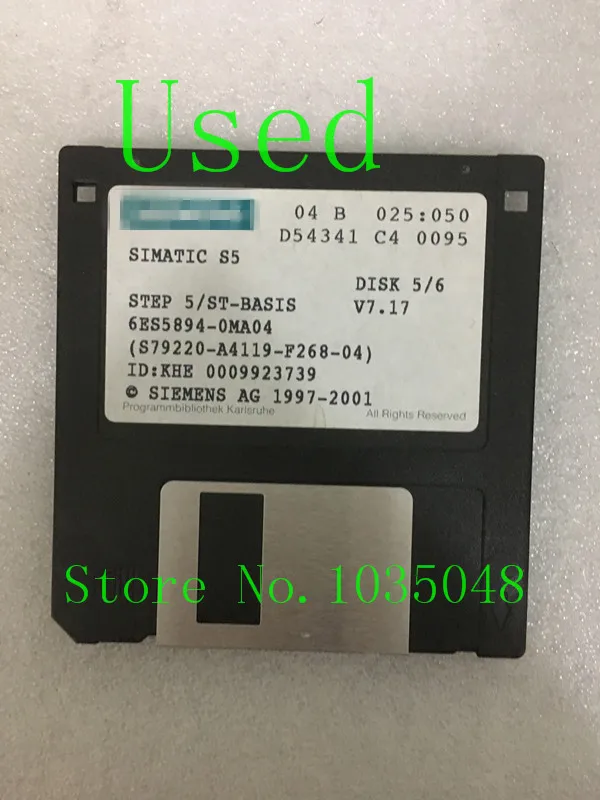 Used
04 B 025:050
D54341 C4 0095
SIMATIC S5
DISK 5/6
STEP 5/ST-BASIS V7.17
6ES5894-0MA04
(S79220-A4119-F268-04)
ID:KHE 0009923739
© SIEMENS AG 1997-2001
Programmbibliothek Karlsruhe All Rights Reserved
Store No.1035048